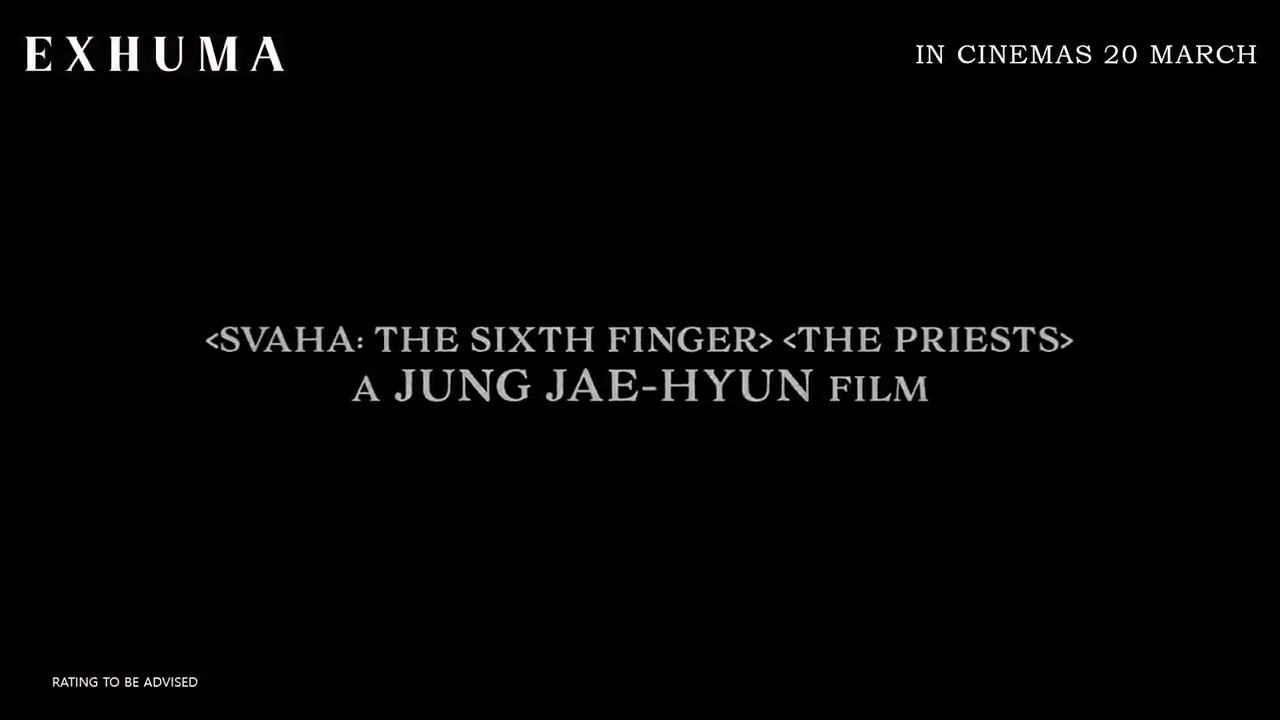 EXHUMA
IN CINEMAS 20 MARCH
<SVAHA: THE SIXTH FINGER> <THE PRIESTS>
A JUNG JAE-HYUN FILM
RATING TO BE ADVISED